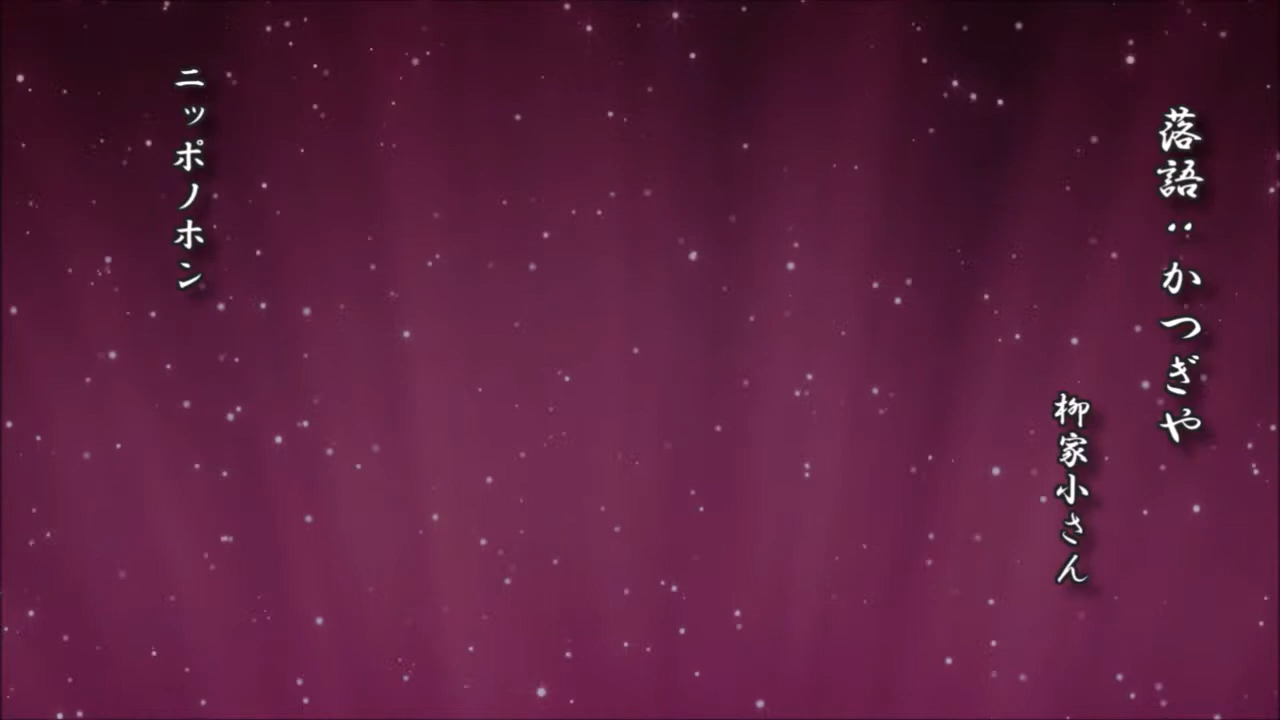 落語：かつぎや
柳家小さん
ニッポノホン